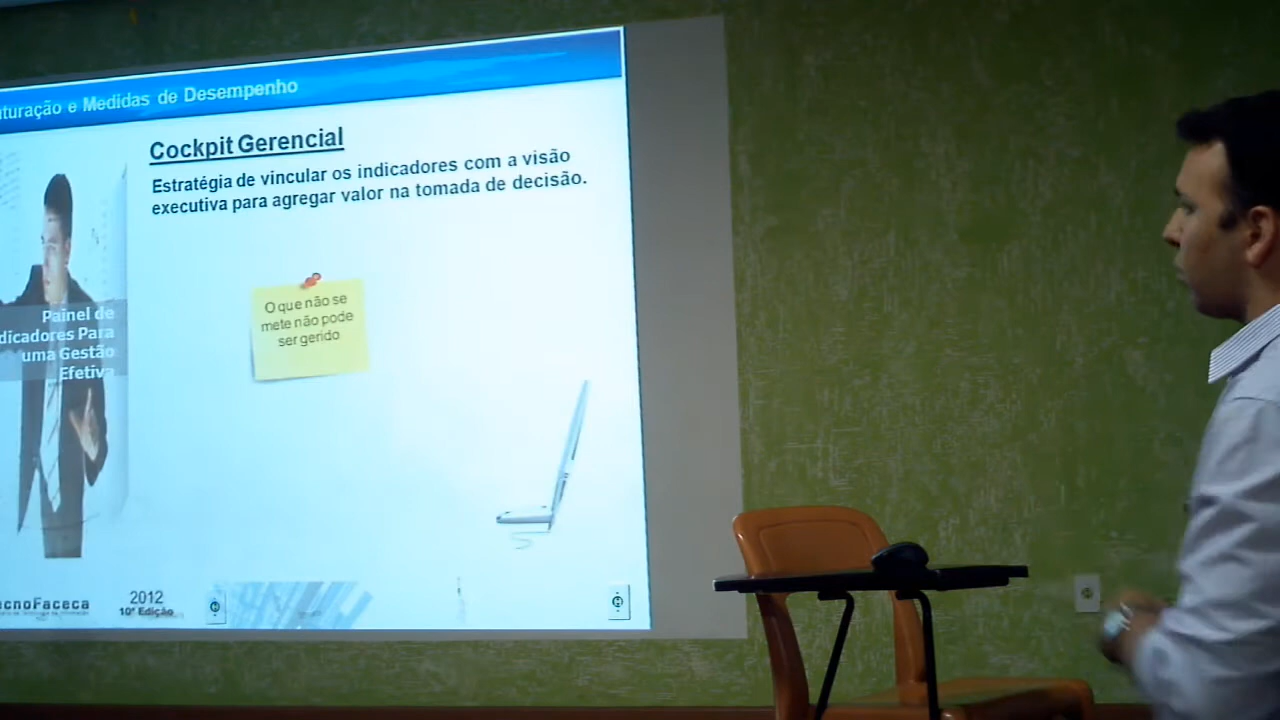 turação e Medidas de Desempenho
Cockpit Gerencial
Estratégia de vincular os indicadores com a visão
executiva para agregar valor na tomada de decisão.
O que não se
mete não pode
ser gerido
Painel de
dicadores Para
uma Gestão
Efetiva
ecnoFaceca
2012
10ª Edição